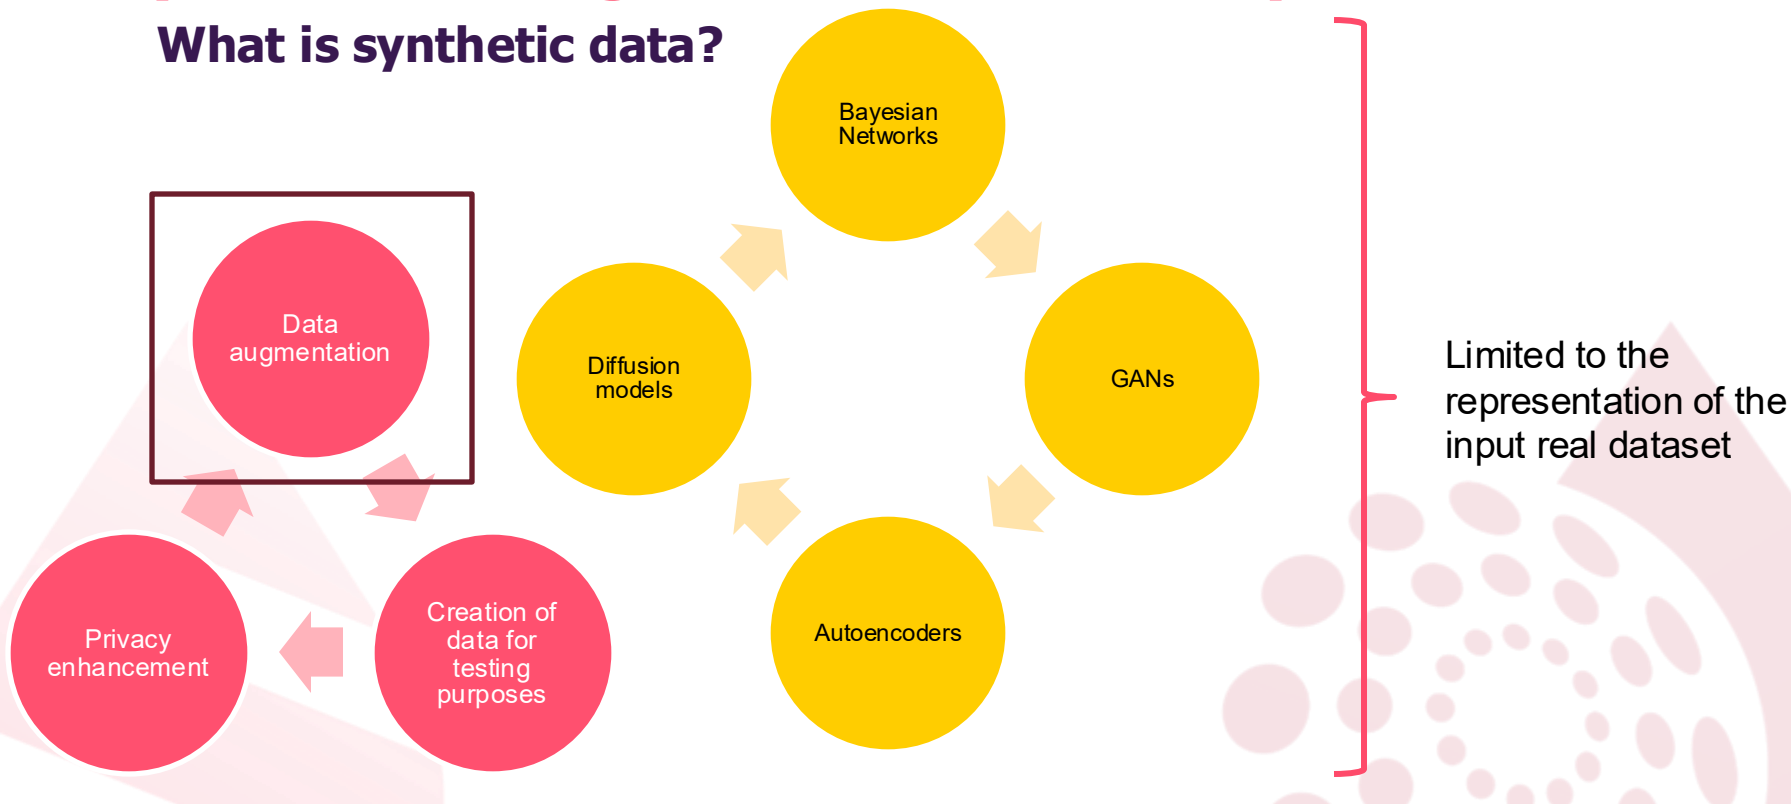 What is synthetic data?
Bayesian
Networks
Data
augmentation
Diffusion
models
GANs
Limited to the
representation of the
input real dataset
Privacy
enhancement
Creation of
data for
testing
purposes
Autoencoders